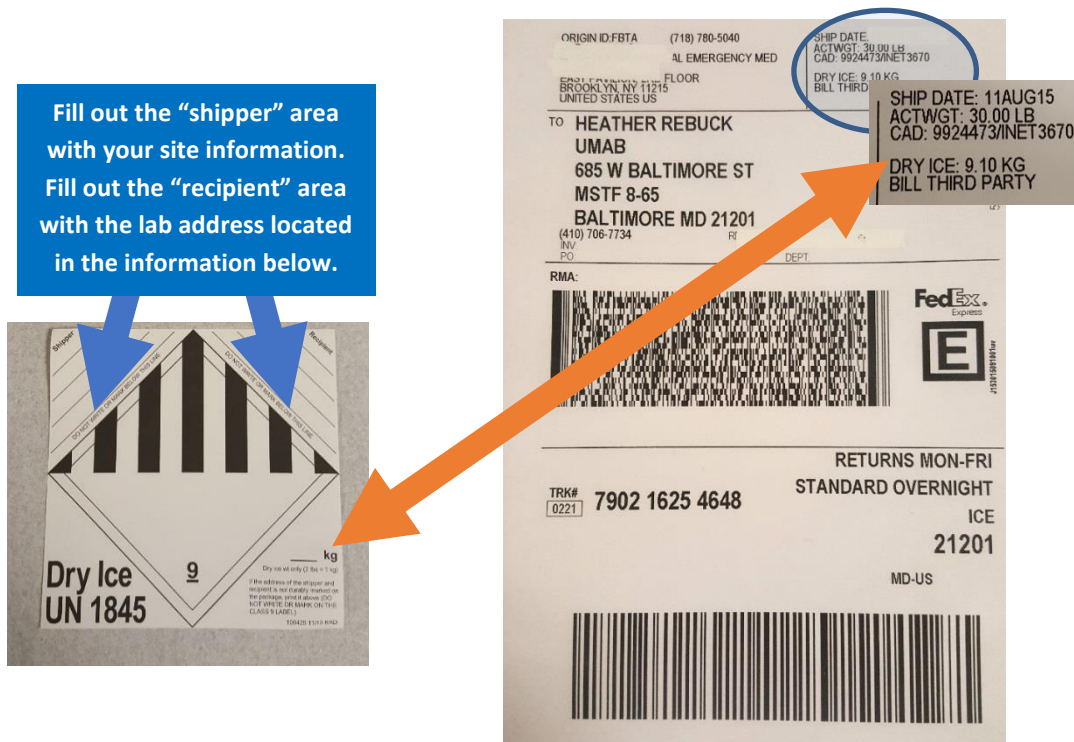 Fill out the “shipper” area
with your site information.
Fill out the “recipient” area
with the lab address located
in the information below.
Shipper
Recipient
DO NOT WRITE OR MARK BELOW THIS LINE
DO NOT WRITE OR MARK BELOW THIS LINE
____ kg
Dry ice wt only (2 lbs = 1 kg)
If the address of the shipper and
recipient is not durably marked on
the package, print it above (DO
NOT WRITE OR MARK ON THE
CLASS 9 LABEL).
Dry Ice
UN 1845
9
ORIGIN ID:FBTA (718) 780-5040
AL EMERGENCY MED
FLOOR
BROOKLYN, NY 11215
UNITED STATES US
SHIP DATE:
ACTWGT: 30.00 LB
CAD: 9924473/INET3670
DRY ICE: 9.10 KG
BILL THIRD
SHIP DATE: 11AUG15
ACTWGT: 30.00 LB
CAD: 9924473/INET3670
DRY ICE: 9.10 KG
BILL THIRD PARTY
TO HEATHER REBUCK
UMAB
685 W BALTIMORE ST
MSTF 8-65
BALTIMORE MD 21201
(410) 706-7734
INV
PO DEPT:
RMA:
FedEx
Express
E
TRK# 7902 1625 4648
0221
RETURNS MON-FRI
STANDARD OVERNIGHT
ICE
21201
MD-US